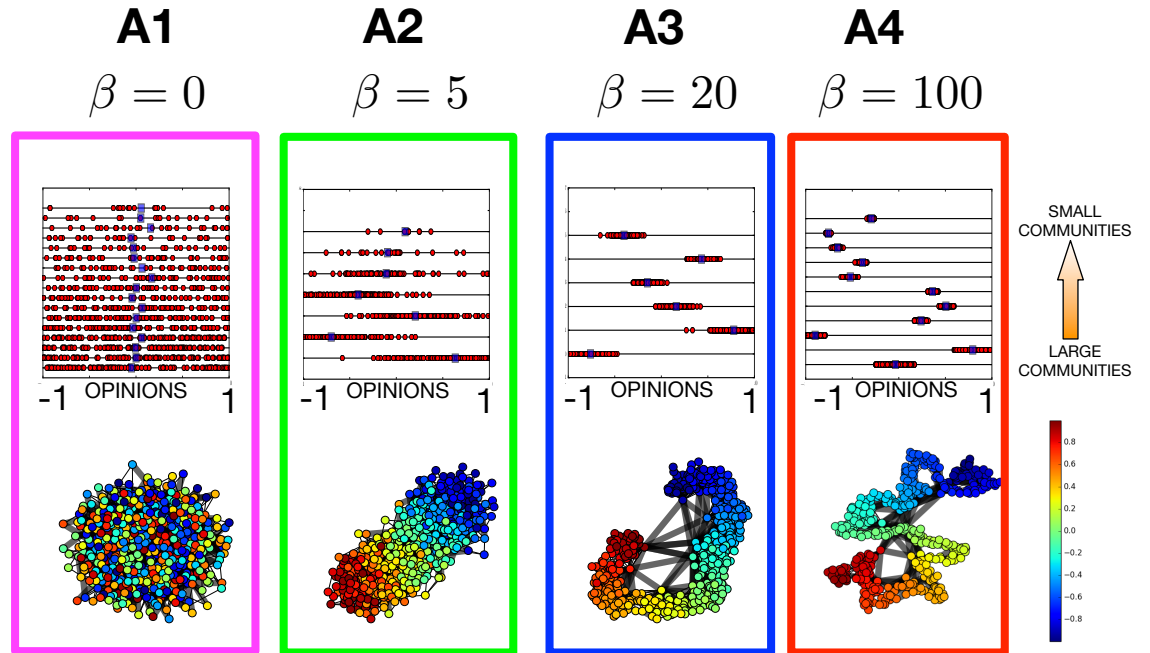 A1 A2 A3 A4
β = 0 β = 5 β = 20 β = 100
SMALL
COMMUNITIES
LARGE
COMMUNITIES
-1 OPINIONS 1 -1 OPINIONS 1 -1 OPINIONS 1 -1 OPINIONS 1
0.8
0.6
0.4
0.2
0.0
−0.2
−0.4
−0.6
−0.8